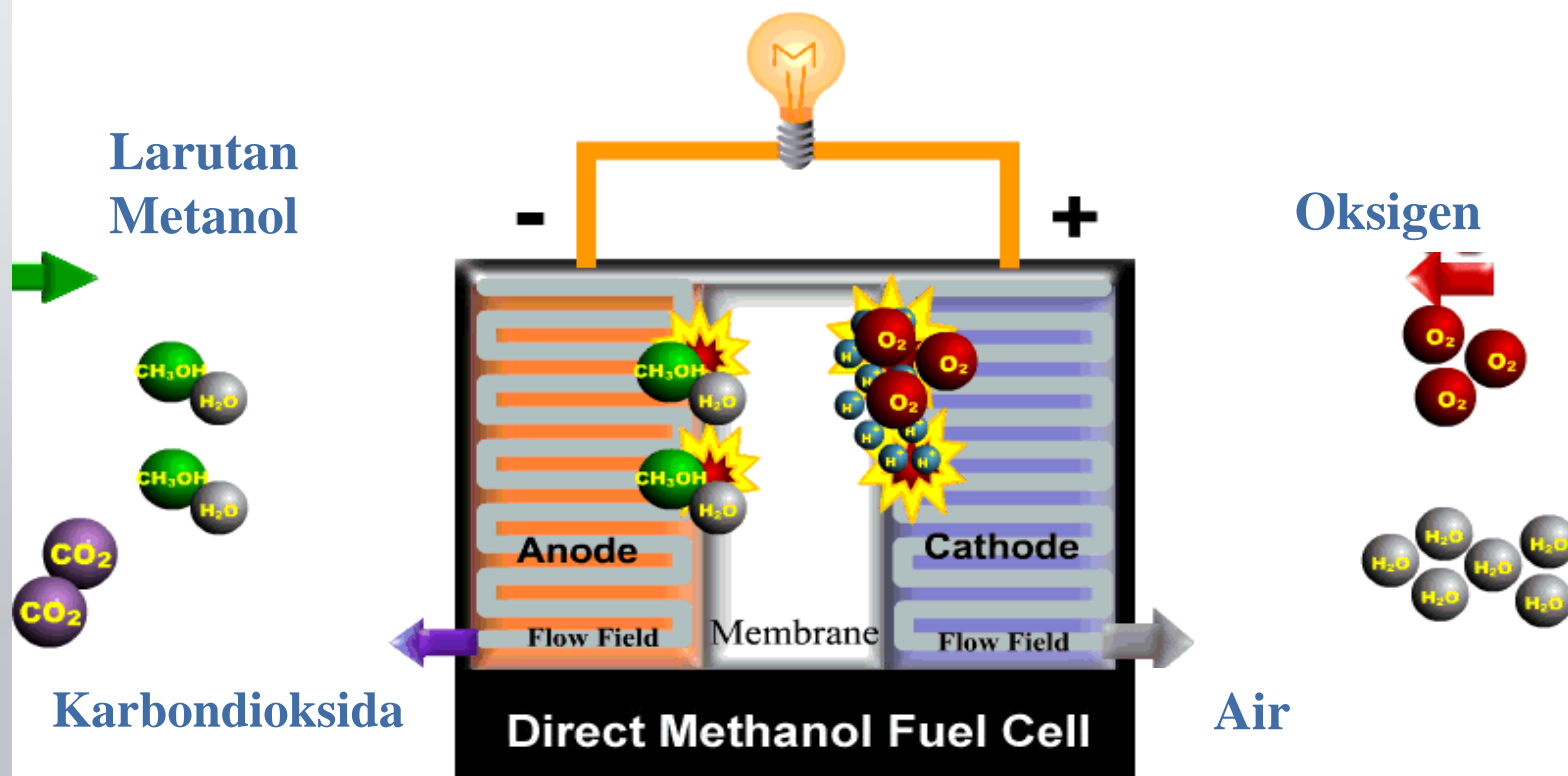 Larutan
Metanol
-
+
Oksigen
CH₃OH
H₂O
CH₃OH
H₂O
CO₂
CO₂
CH₃OH
H₂O
CH₃OH
H₂O
O₂
O₂
O₂
H⁺
H⁺
H⁺
H⁺
H⁺
H⁺
H⁺
H⁺
O₂
O₂
O₂
H₂O
H₂O
H₂O
H₂O
H₂O
H₂O
Anode
Cathode
Flow Field
Membrane
Flow Field
Karbondioksida
Air
Direct Methanol Fuel Cell